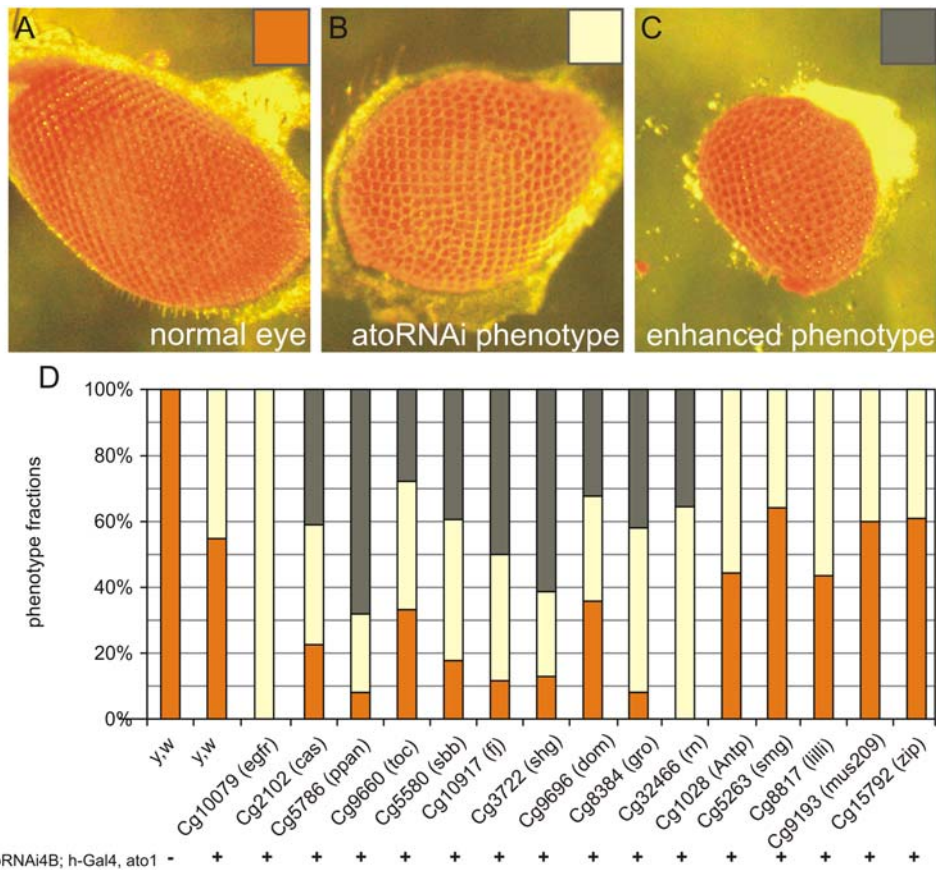 A
B
C
normal eye
atoRNAi phenotype
enhanced phenotype
D
phenotype fractions
100%
80%
60%
40%
20%
0%
y,w
y,w
Cg10079 (egfr)
Cg2102 (cas)
Cg5786 (ppan)
Cg9660 (toc)
Cg5580 (sbb)
Cg10917 (fj)
Cg3722 (shg)
Cg9696 (dom)
Cg8384 (gro)
Cg32466 (rn)
Cg1028 (Antp)
Cg5263 (smg)
Cg8817 (lilli)
Cg9193 (mus209)
Cg15792 (zip)
h-Gal4, ato1 - + + + + + + + + + + + + + + + +